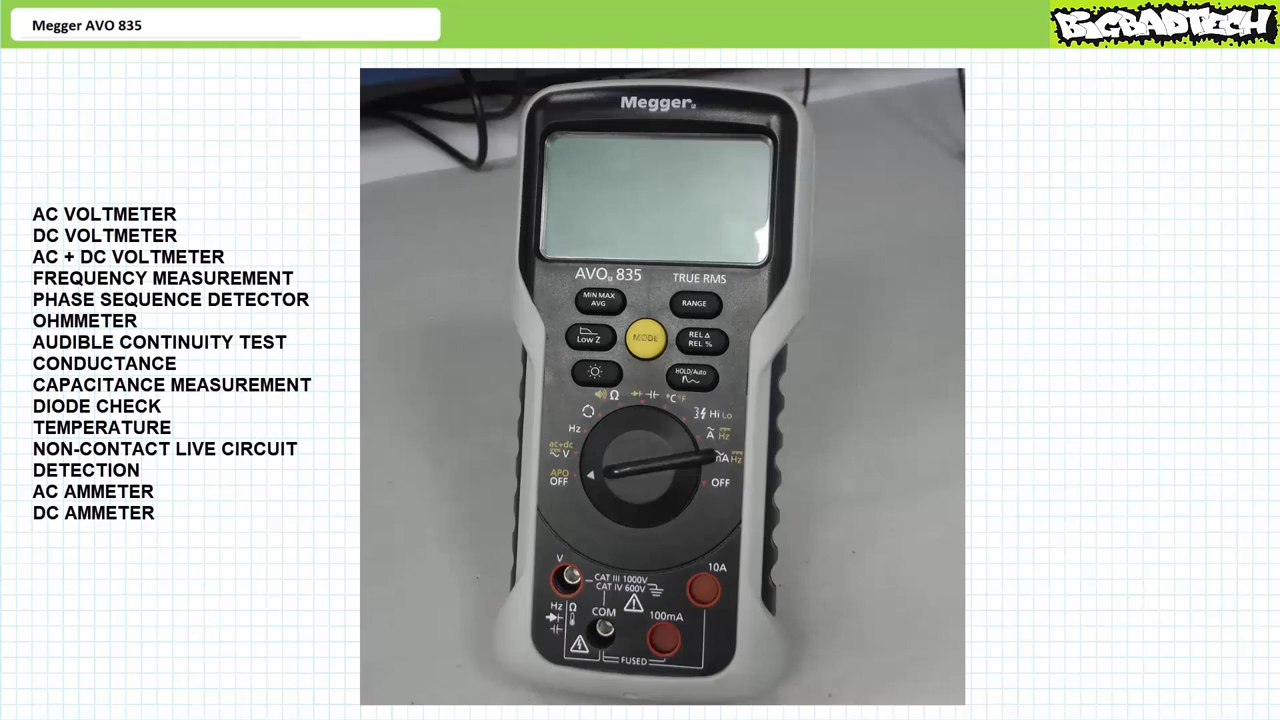 Megger AVO 835
BIGBADTECH
AC VOLTMETER
DC VOLTMETER
AC + DC VOLTMETER
FREQUENCY MEASUREMENT
PHASE SEQUENCE DETECTOR
OHMMETER
AUDIBLE CONTINUITY TEST
CONDUCTANCE
CAPACITANCE MEASUREMENT
DIODE CHECK
TEMPERATURE
NON-CONTACT LIVE CIRCUIT
DETECTION
AC AMMETER
DC AMMETER
Megger
AVO 835 TRUE RMS
MIN MAX
AVG
RANGE
Low Z
MODE
REL Δ
REL %
HOLD/Auto
Ω
°C °F
Hi Lo
Hz
A Hz
ac+dc
V
mA Hz
APO
OFF
OFF
V
10A
CAT III 1000V
CAT IV 600V
Hz Ω
COM
100mA
FUSED